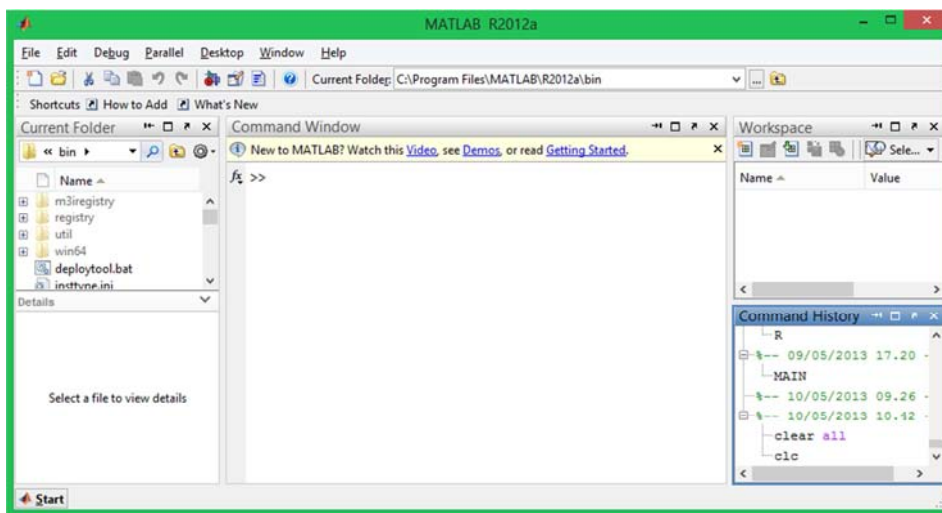 MATLAB R2012a
File Edit Debug Parallel Desktop Window Help
Current Folder: C:\Program Files\MATLAB\R2012a\bin
Shortcuts How to Add What's New
Current Folder
« bin
Name
m3iregistry
registry
util
win64
deploytool.bat
insttype.ini
Details
Select a file to view details
Command Window
New to MATLAB? Watch this Video, see Demos, or read Getting Started.
fx >>
Workspace
Sele...
Name Value
Command History
R
%-- 09/05/2013 17.20 -
MAIN
%-- 10/05/2013 09.26 -
%-- 10/05/2013 10.42 -
clear all
clc
Start